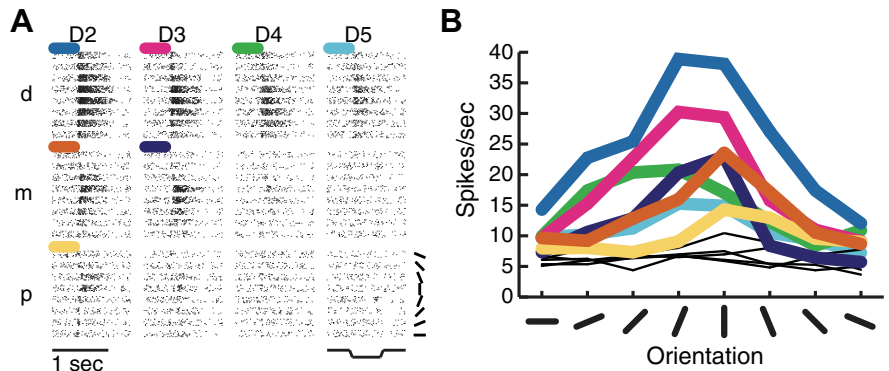 A
D2 D3 D4 D5
d
m
p
1 sec
B
Spikes/sec
40
35
30
25
20
15
10
5
0
Orientation